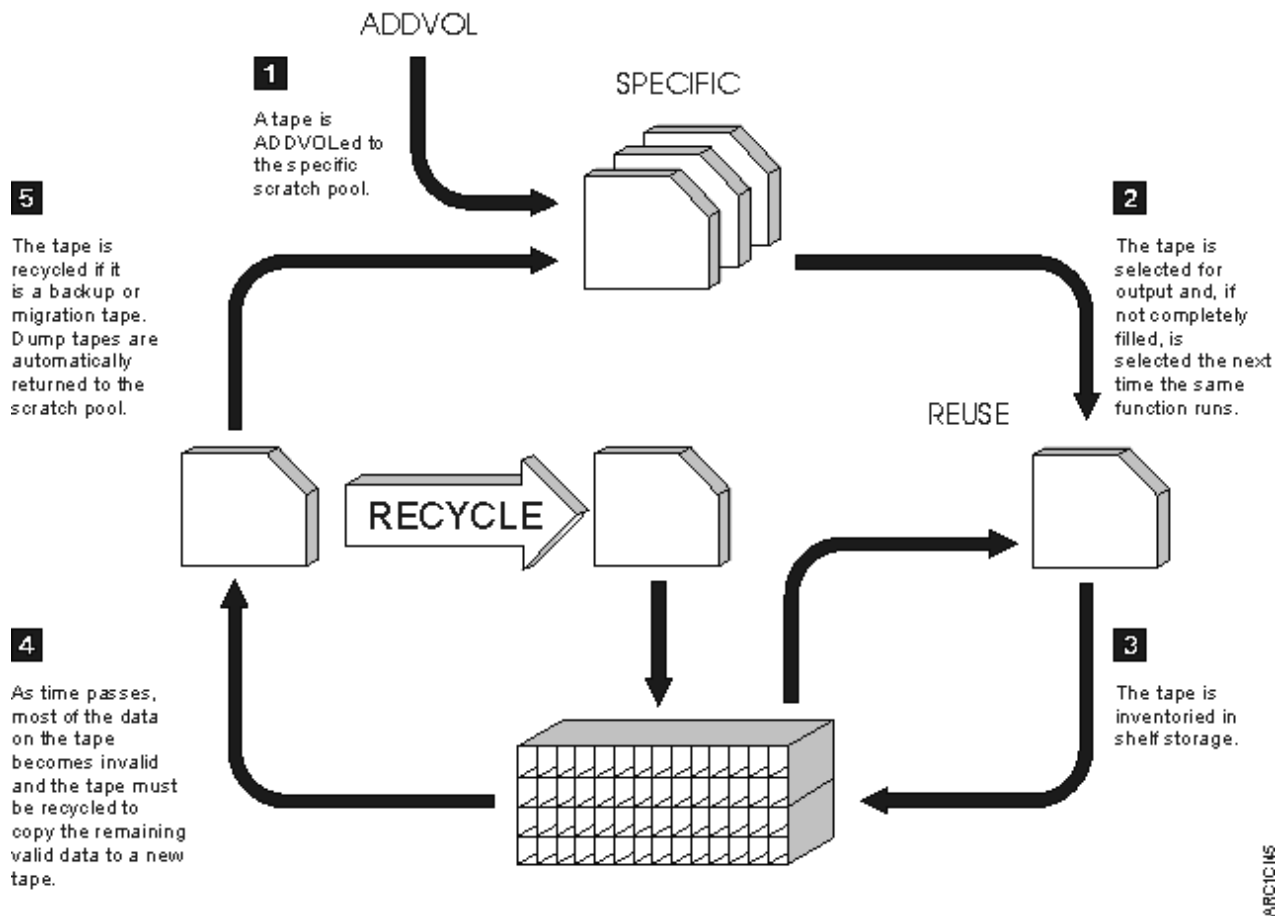 ADDVOL
1
A tape is
ADDVOLed to
the specific
scratch pool.
SPECIFIC
5
The tape is
recycled if it
is a backup or
migration tape.
Dump tapes are
automatically
returned to the
scratch pool.
2
The tape is
selected for
output and, if
not completely
filled, is
selected the next
time the same
function runs.
REUSE
RECYCLE
4
As time passes,
most of the data
on the tape
becomes invalid
and the tape must
be recycled to
copy the remaining
valid data to a new
tape.
3
The tape is
inventoried in
shelf storage.